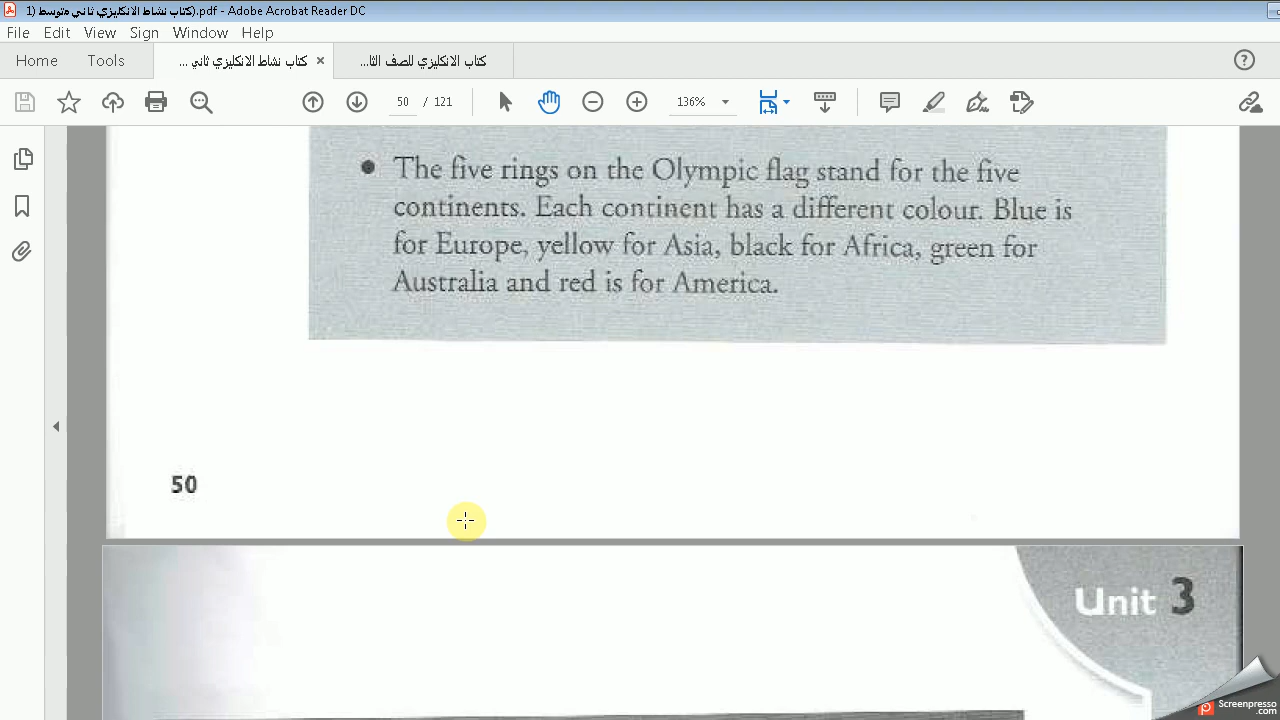 1) كتاب نشاط الانكليزي ثاني متوسط).pdf - Adobe Acrobat Reader DC
File Edit View Sign Window Help
Home Tools كتاب نشاط الانكليزي ثاني ... × كتاب الانكليزي للصف الثا...
50 / 121 136%
• The five rings on the Olympic flag stand for the five
continents. Each continent has a different colour. Blue is
for Europe, yellow for Asia, black for Africa, green for
Australia and red is for America.
50
Unit 3
Screenpresso
.com